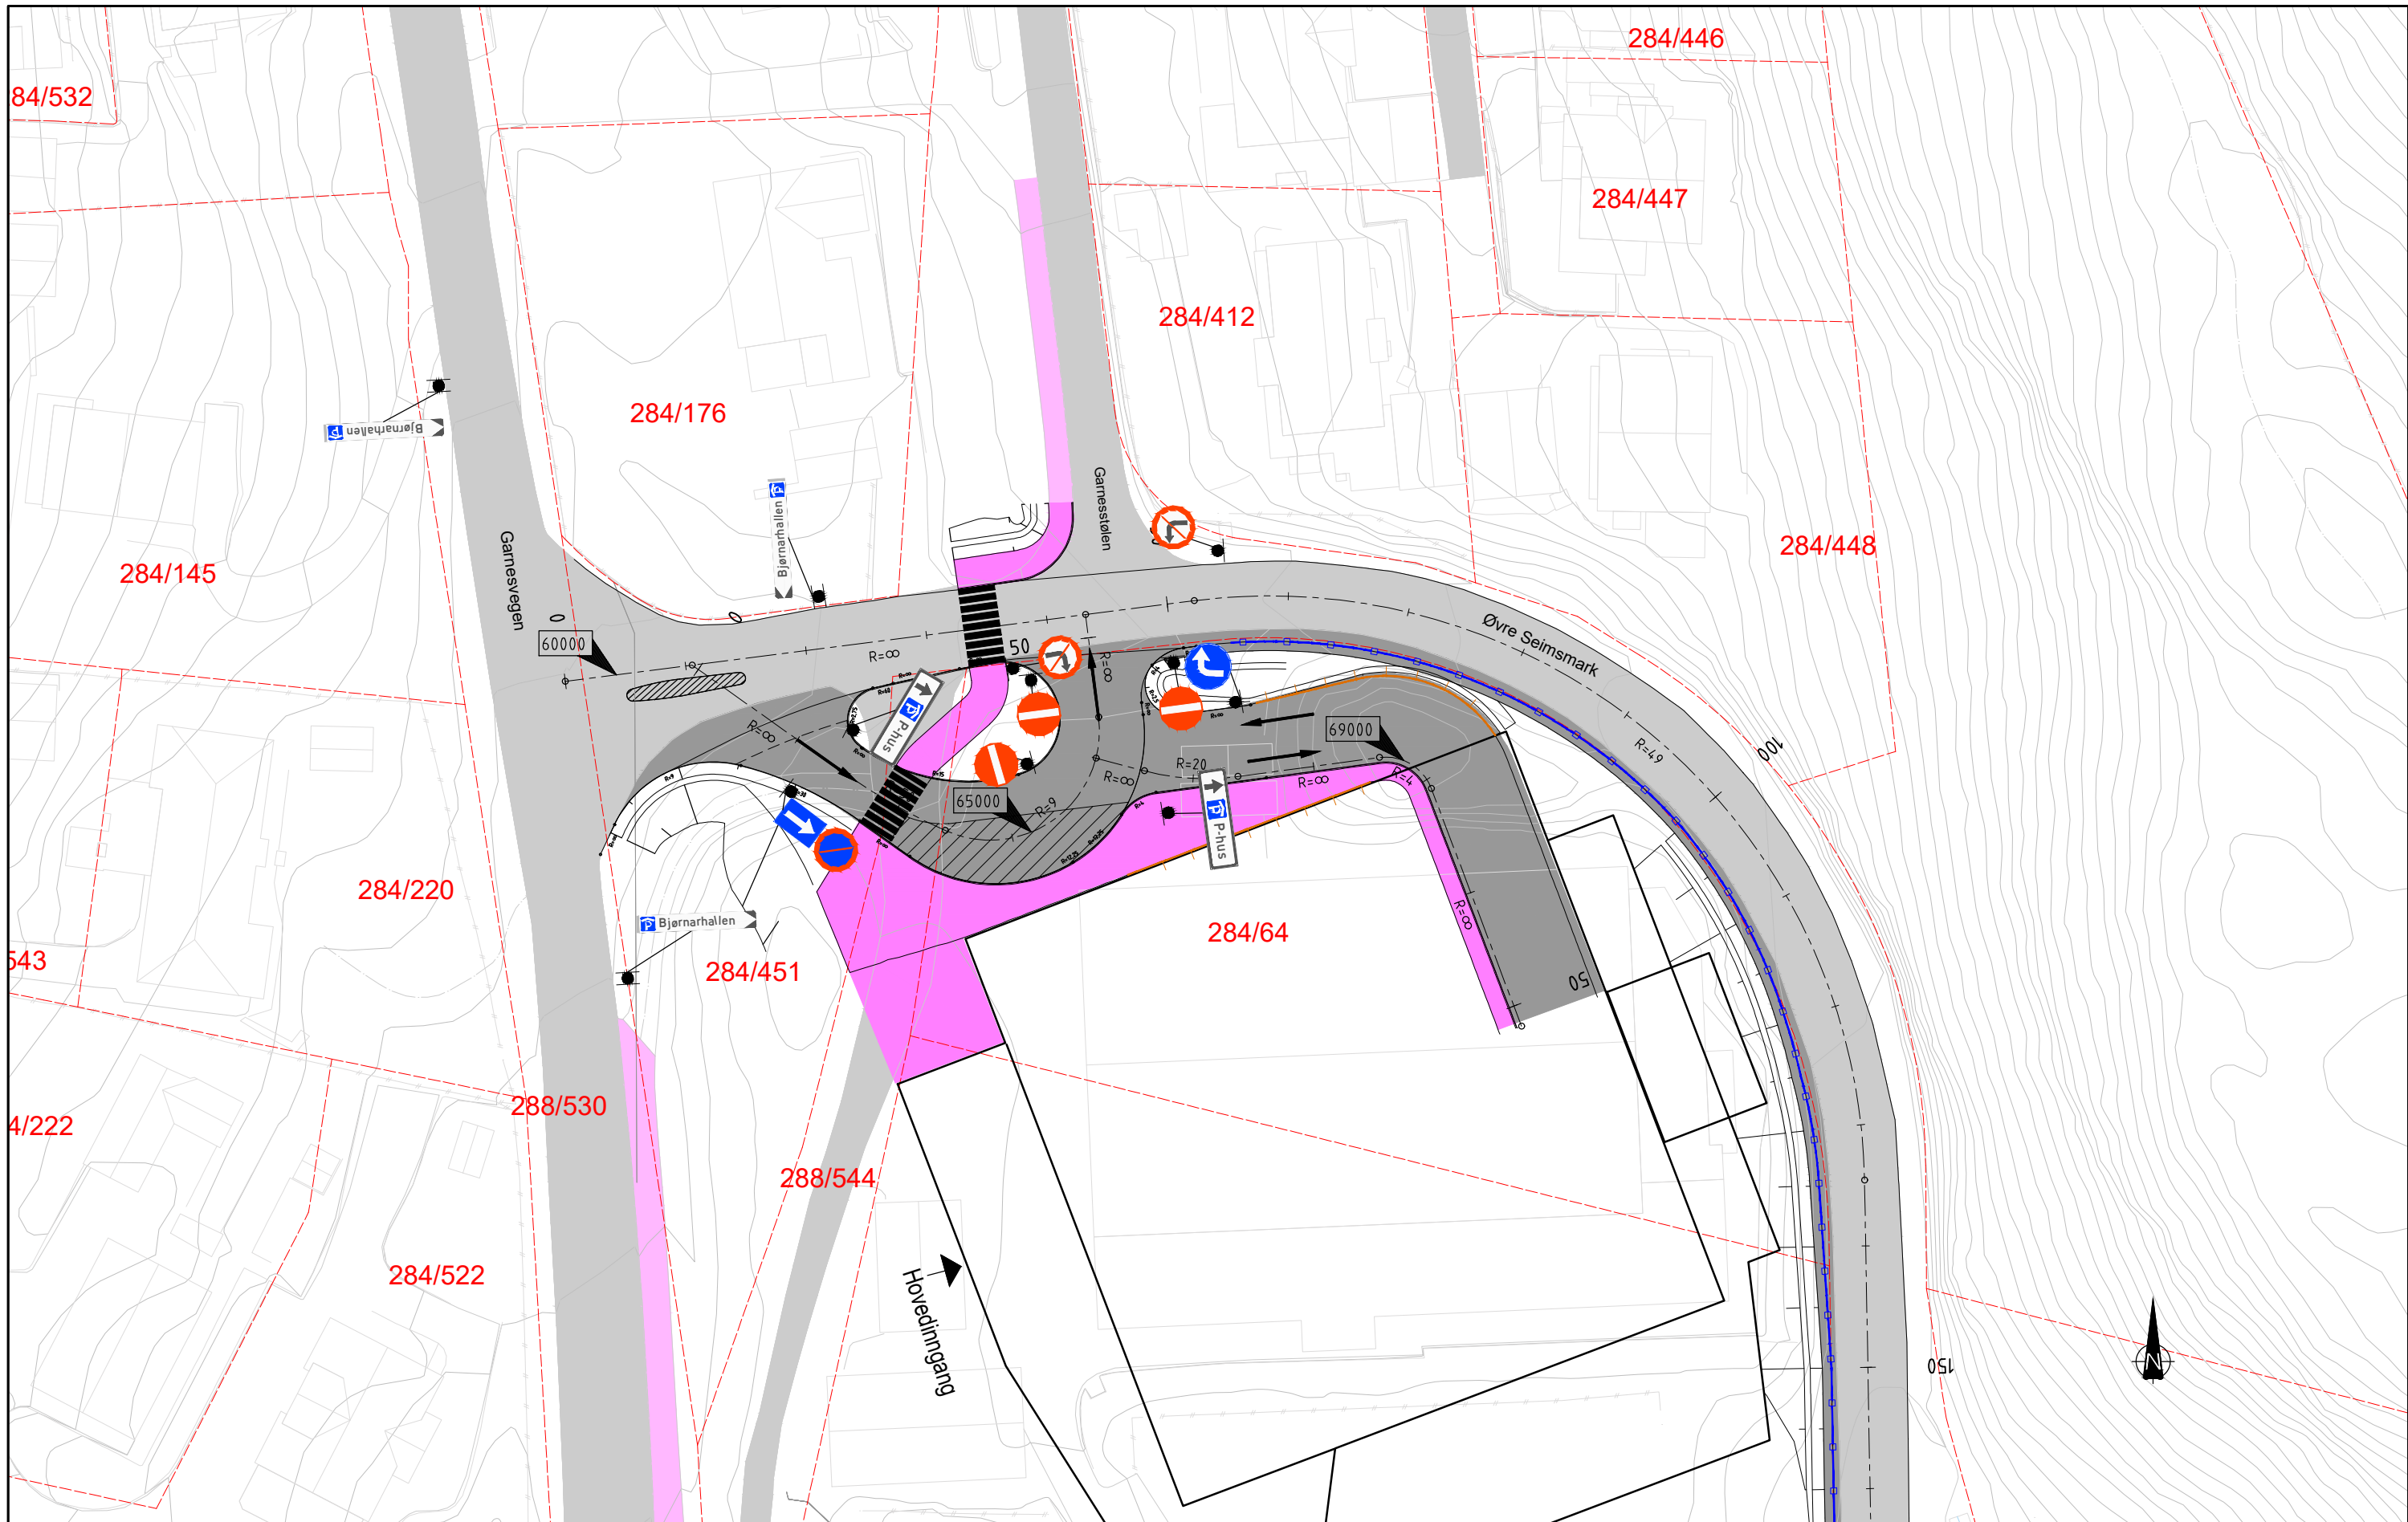 284/446
84/532
284/447
284/412
284/176
Bjørnarhallen
Bjørnarhallen
Garnesstølen
Garnesvegen
284/145
284/448
0
0
60000
R=∞
50
R=∞
Øvre Seimsmark
R=49
100
R=∞
P-hus
69000
R=20
R=∞
R=∞
R=4
65000
R=9
P-hus
R=∞
284/220
Bjørnarhallen
284/64
284/451
543
50
288/530
4/222
288/544
284/522
Hovedinngang
150
N